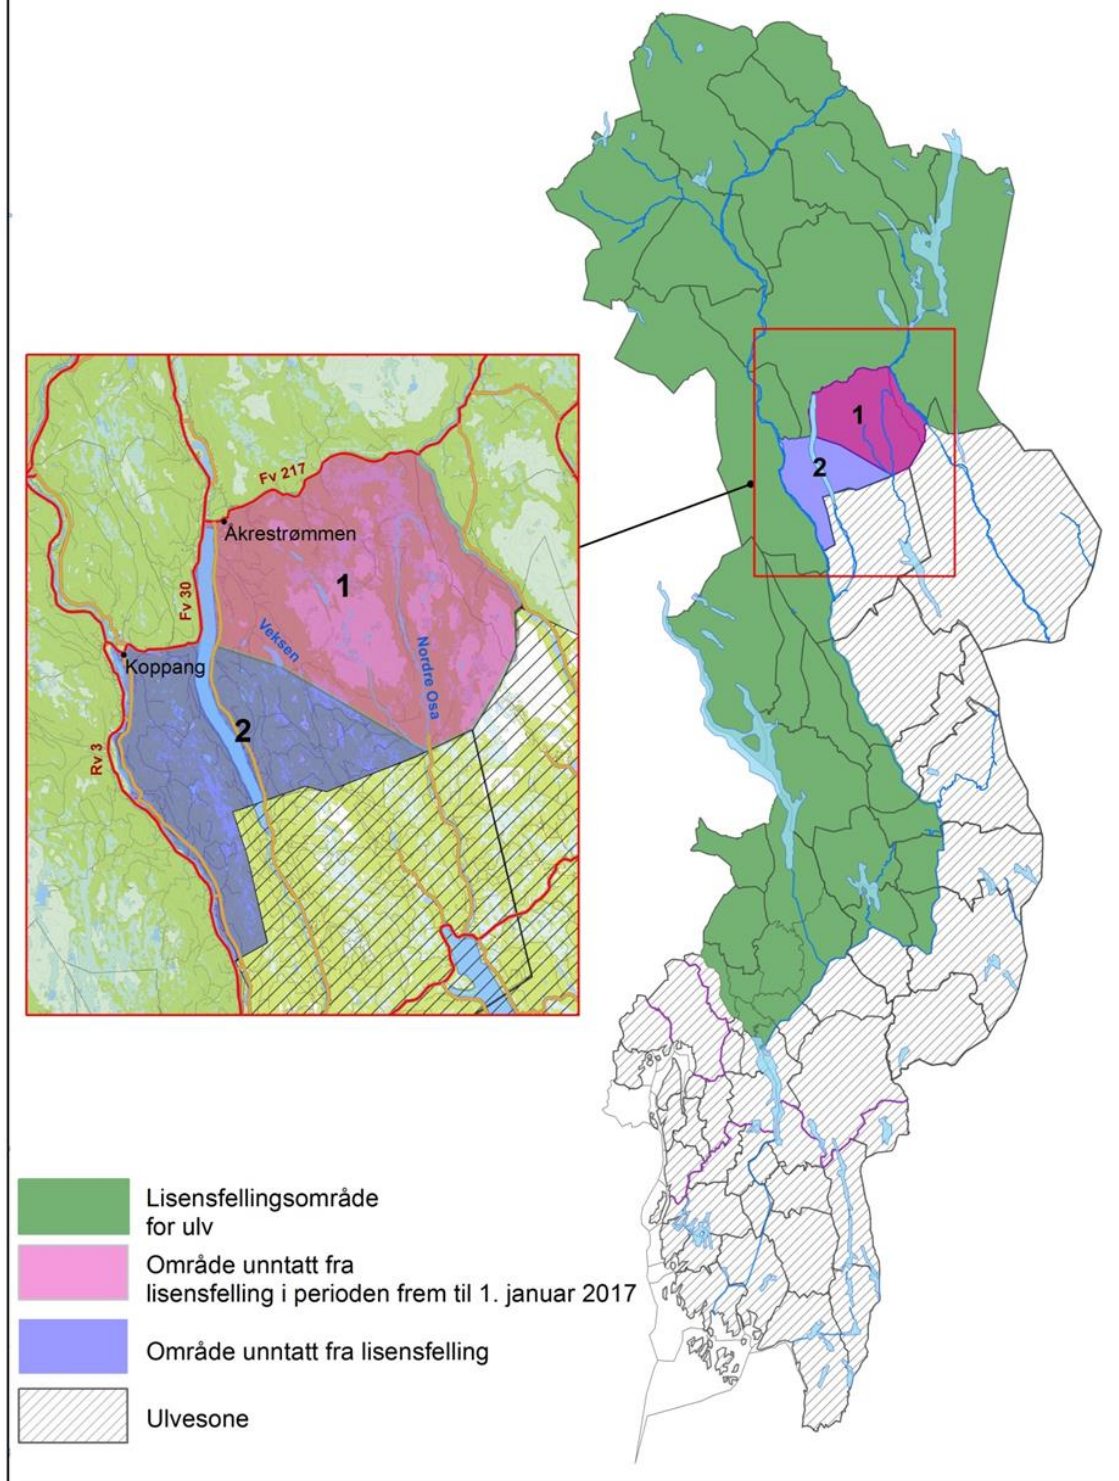 1
2
Fv 217
Åkrestrømmen
1
Fv 30
Veksen
Nordre Osa
Koppang
2
Rv 3
Lisensfellingsområde
for ulv
Område unntatt fra
lisensfelling i perioden frem til 1. januar 2017
Område unntatt fra lisensfelling
Ulvesone